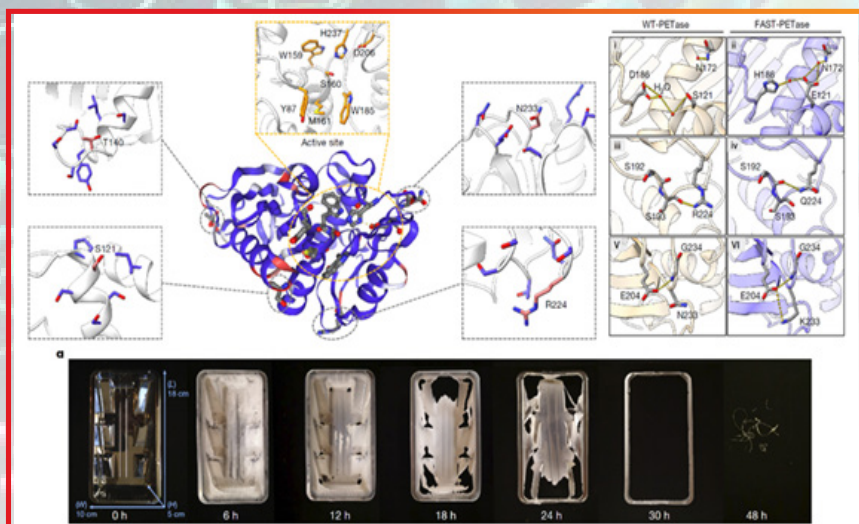 WT-PETase
FAST-PETase
H237
W159
D206
S160
Y87
M161
W185
Active site
T140
N233
S121
R224
i
N172
D186
H₂O
S121
ii
N172
H186
E121
iii
S192
S193
R224
iv
S192
S193
Q224
V
G234
E204
N233
VI
G234
E204
K233
a
(L)
18 cm
(W)
10 cm
(H)
5 cm
0 h
6 h
12 h
18 h
24 h
30 h
48 h